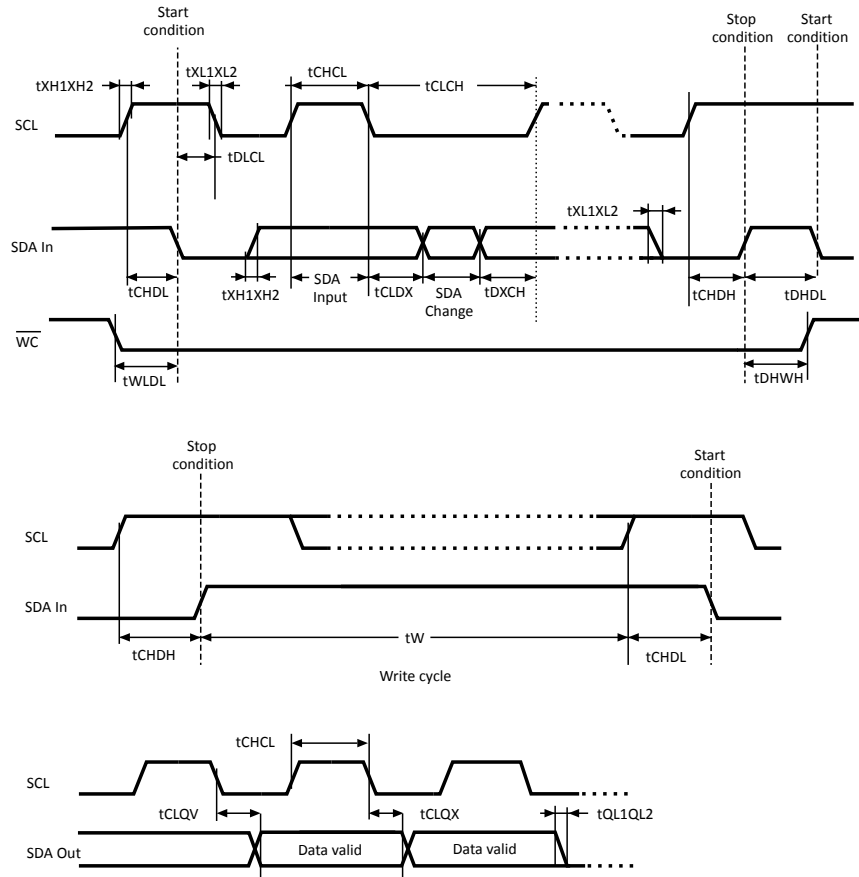 Start
condition
Stop
condition
Start
condition
tXH1XH2
tXL1XL2
tCHCL
tCLCH
SCL
tDLCL
tXL1XL2
SDA In
tCHDL
tXH1XH2
SDA
Input
tCLDX
SDA
Change
tDXCH
tCHDH
tDHDL
WC
tWLDL
tDHWH
Stop
condition
Start
condition
SCL
SDA In
tCHDH
tW
tCHDL
Write cycle
tCHCL
SCL
tCLQV
tCLQX
tQL1QL2
SDA Out
Data valid
Data valid